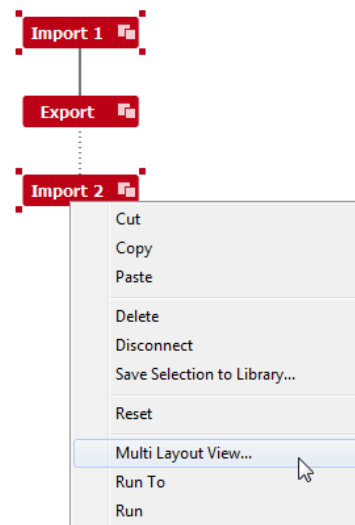 Import 1
Export
Import 2
Cut
Copy
Paste
Delete
Disconnect
Save Selection to Library...
Reset
Multi Layout View...
Run To
Run